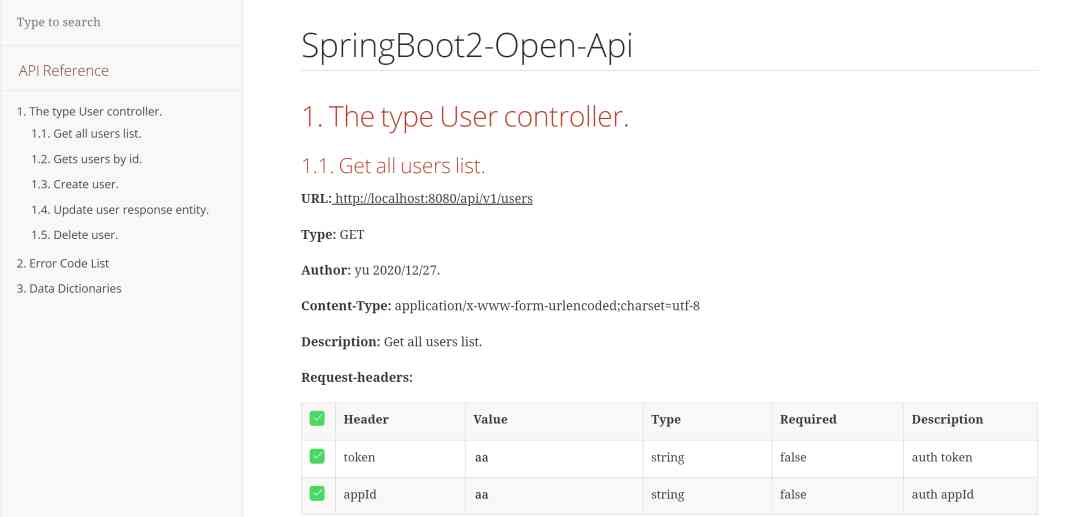 Type to search
API Reference
1. The type User controller.
1.1. Get all users list.
1.2. Gets users by id.
1.3. Create user.
1.4. Update user response entity.
1.5. Delete user.
2. Error Code List
3. Data Dictionaries
SpringBoot2-Open-Api
1. The type User controller.
1.1. Get all users list.
URL: http://localhost:8080/api/v1/users
Type: GET
Author: yu 2020/12/27.
Content-Type: application/x-www-form-urlencoded;charset=utf-8
Description: Get all users list.
Request-headers:
Header Value Type Required Description
token aa string false auth token
appId aa string false auth appId